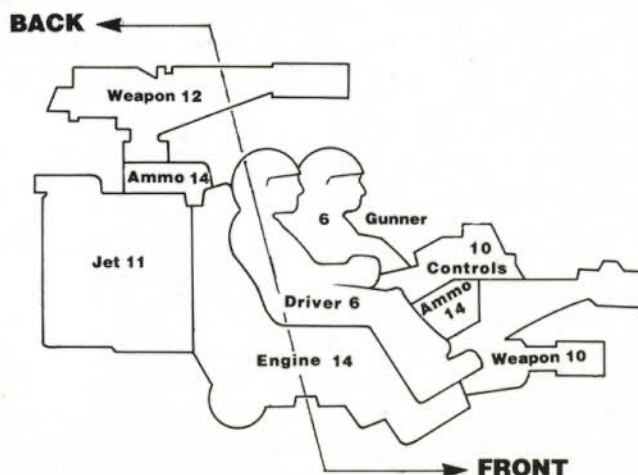 BACK
Weapon 12
Ammo 14
6 Gunner
Jet 11
10
Controls
Driver 6
Ammo
14
Engine 14
Weapon 10
FRONT